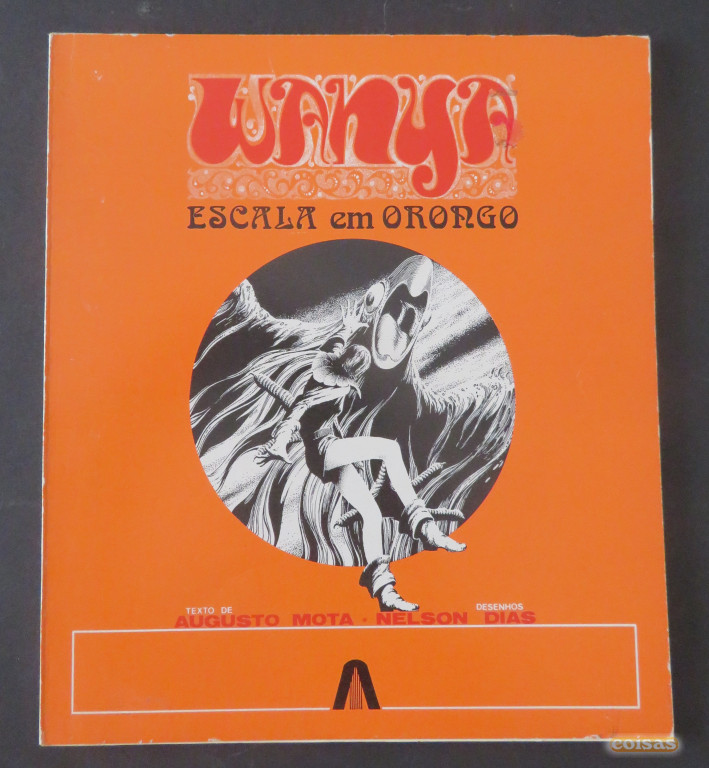 WANYA
ESCALA em ORONGO
TEXTO DE
DESENHOS
AUGUSTO MOTA · NELSON DIAS
coisas